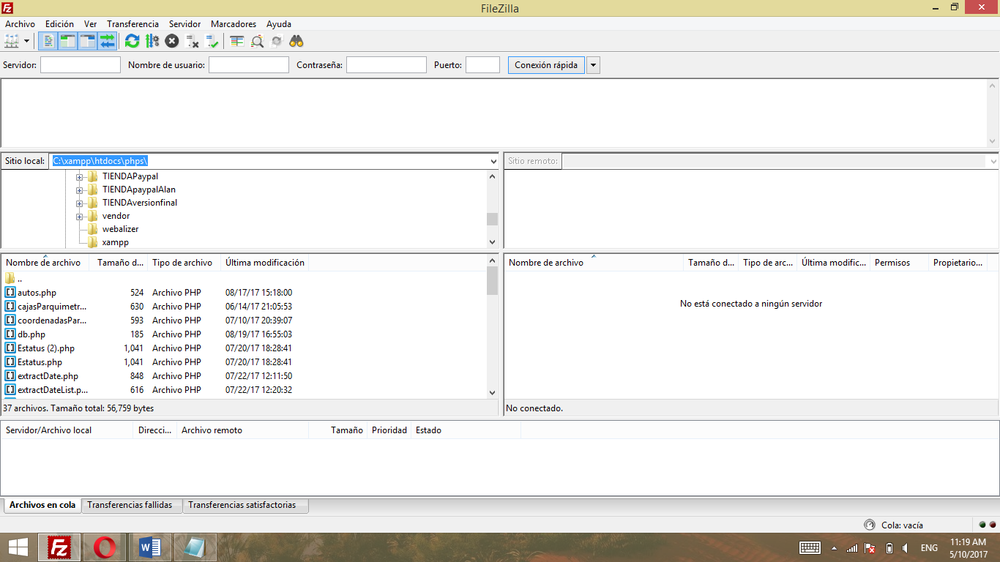 FileZilla
Archivo Edición Ver Transferencia Servidor Marcadores Ayuda
Servidor: Nombre de usuario: Contraseña: Puerto: Conexión rápida
Sitio local: C:\xampp\htdocs\phps\ Sitio remoto:
TIENDAPaypal
TIENDApaypalAlan
TIENDAversionfinal
vendor
webalizer
xampp
Nombre de archivo Tamaño d... Tipo de archivo Última modificación
..
autos.php 524 Archivo PHP 08/17/17 15:18:00
cajasParquimetr... 630 Archivo PHP 06/14/17 21:05:53
coordenadasPar... 593 Archivo PHP 07/10/17 20:39:07
db.php 185 Archivo PHP 08/19/17 16:55:03
Estatus (2).php 1,041 Archivo PHP 07/20/17 18:28:41
Estatus.php 1,041 Archivo PHP 07/20/17 18:28:41
extractDate.php 848 Archivo PHP 07/22/17 12:11:50
extractDateList.p... 616 Archivo PHP 07/22/17 12:20:32
37 archivos. Tamaño total: 56,759 bytes
Nombre de archivo Tamaño d... Tipo de arc... Última modific... Permisos Propietario...
No está conectado a ningún servidor
No conectado.
Servidor/Archivo local Direcci... Archivo remoto Tamaño Prioridad Estado
Archivos en cola Transferencias fallidas Transferencias satisfactorias
Cola: vacía
ENG 11:19 AM
5/10/2017